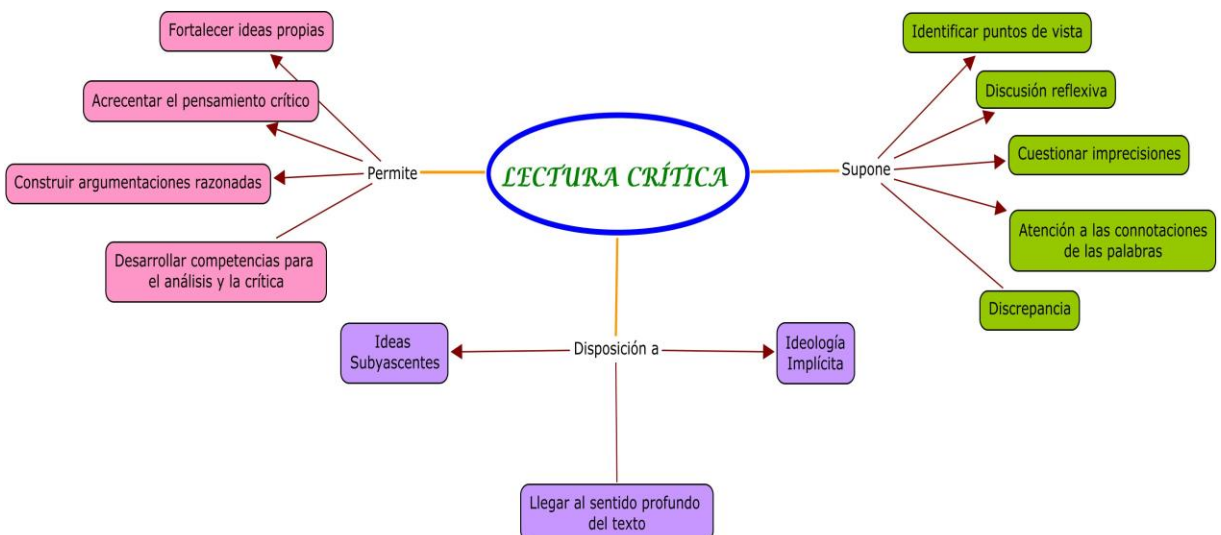 Fortalecer ideas propias
Acrecentar el pensamiento crítico
Construir argumentaciones razonadas
Desarrollar competencias para
el análisis y la crítica
Permite
LECTURA CRÍTICA
Supone
Identificar puntos de vista
Discusión reflexiva
Cuestionar imprecisiones
Atención a las connotaciones
de las palabras
Discrepancia
Disposición a
Ideas
Subyascentes
Ideología
Implícita
Llegar al sentido profundo
del texto